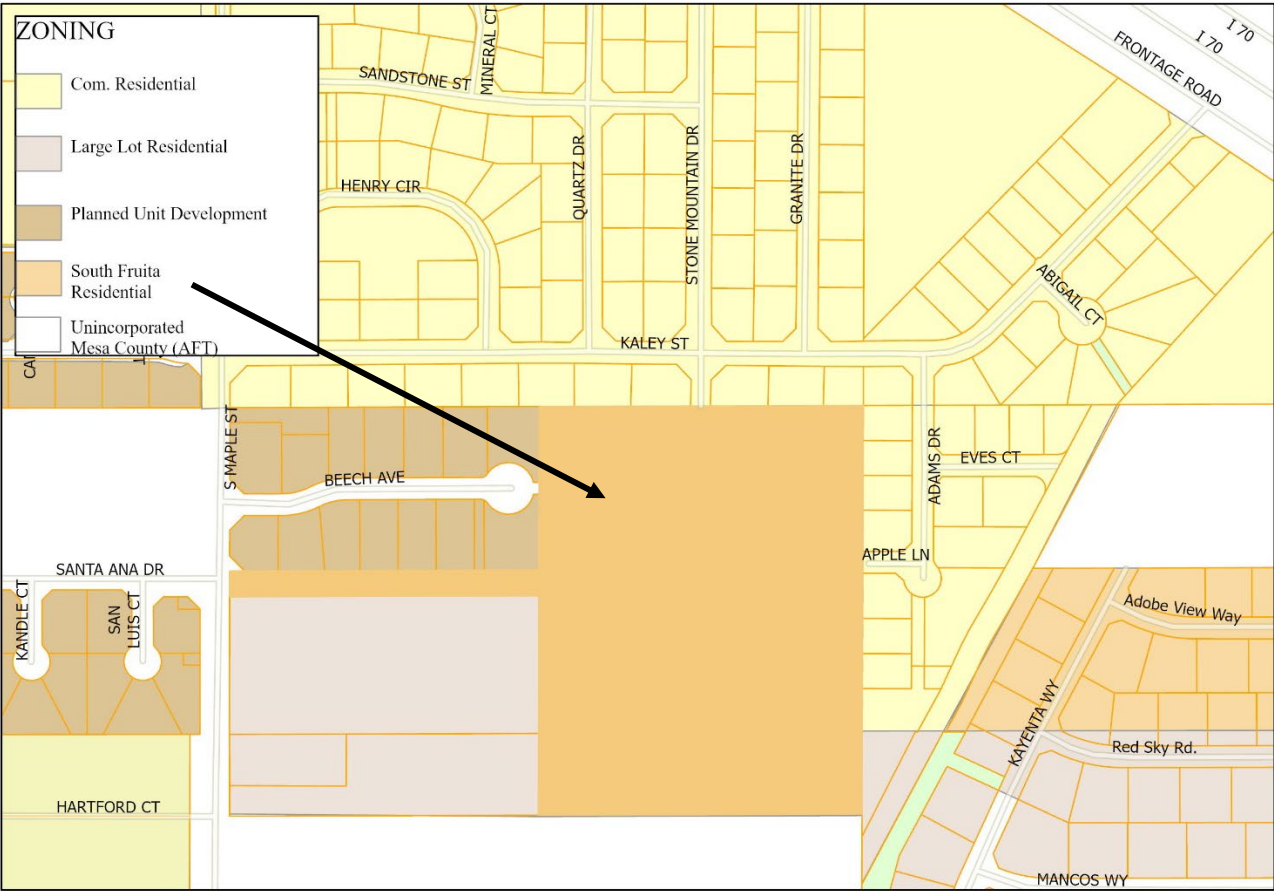 ZONING
Com. Residential
Large Lot Residential
Planned Unit Development
South Fruita
Residential
Unincorporated
Mesa County (AFT)
MINERAL CT
SANDSTONE ST
HENRY CIR
QUARTZ DR
STONE MOUNTAIN DR
GRANITE DR
I 70
I 70
FRONTAGE ROAD
ABIGAIL CT
KALEY ST
S MAPLE ST
BEECH AVE
ADAMS DR
EVES CT
APPLE LN
SANTA ANA DR
KANDLE CT
SAN
LUIS CT
Adobe View Way
KAYENTA WY
Red Sky Rd.
HARTFORD CT
MANCOS WY